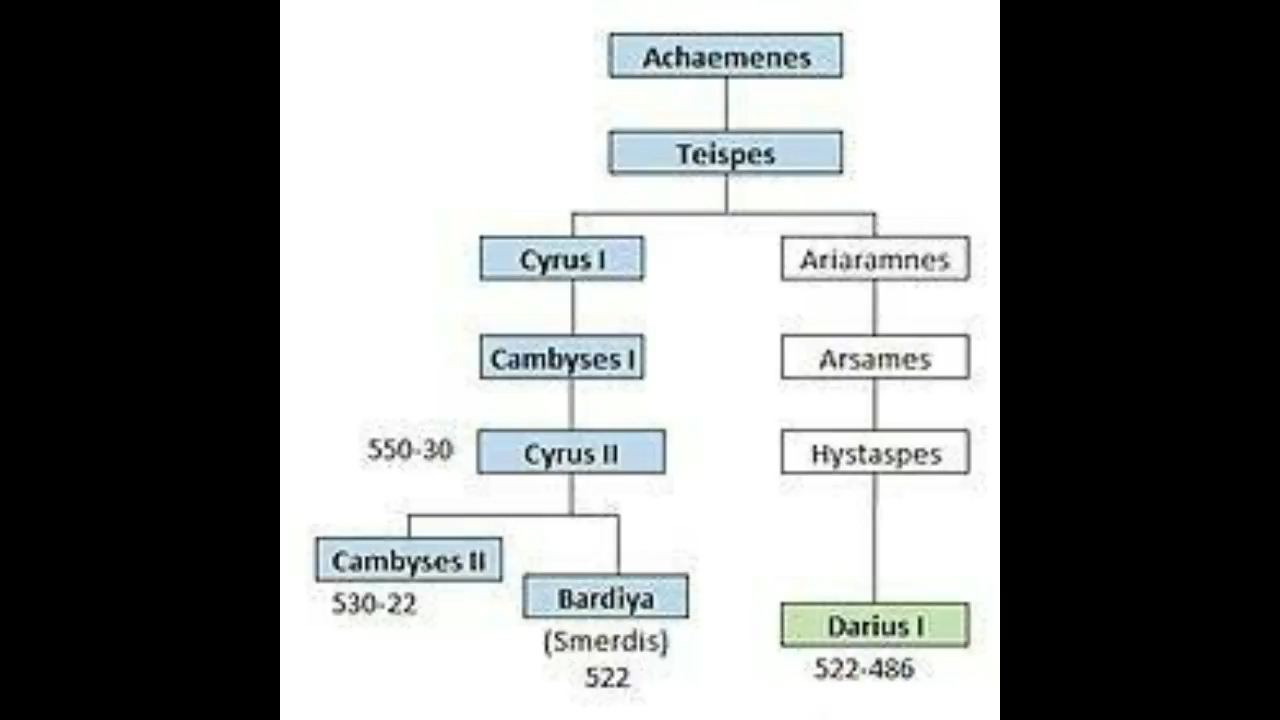 Achaemenes
Teispes
Cyrus I
Ariaramnes
Cambyses I
Arsames
550-30
Cyrus II
Hystaspes
Cambyses II
530-22
Bardiya
(Smerdis)
522
Darius I
522-486